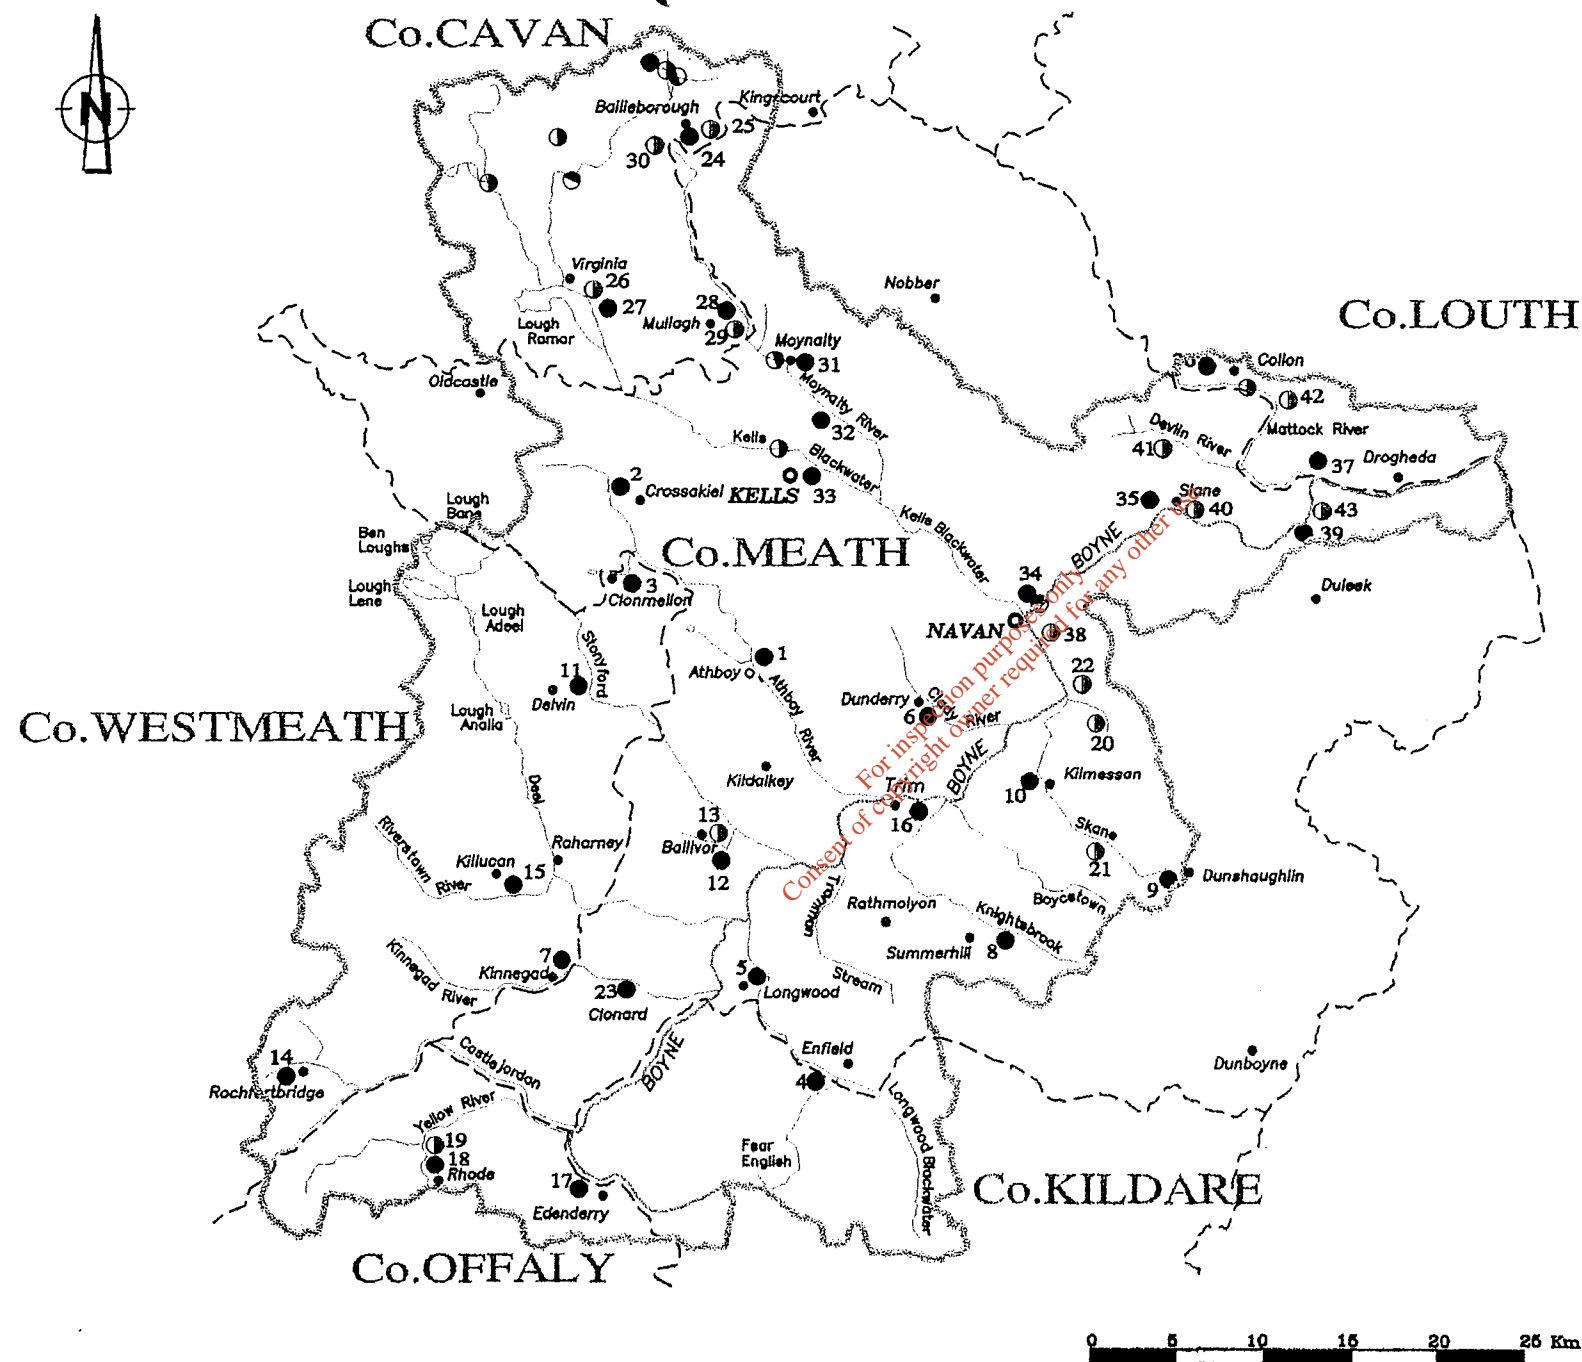 Co.CAVAN
N
Bailieborough
Kingscourt
25
30
24
Virginia
26
27
28
Mullagh
29
Lough
Ramor
Nobber
Co.LOUTH
Moynalty
31
Moynalty River
Oldcastle
Collon
42
32
Devlin River
Mattock River
Kells
Blackwater
41
37
Drogheda
2
Crossakiel
KELLS
33
Lough
Bane
35
Slane
40
43
39
Kells Blackwater
Ben
Loughs
Co.MEATH
BOYNE
34
Lough
Lene
3
Clonmellon
Duleek
Lough
Adeel
NAVAN
38
Stonyford
11
Delvin
Athboy
1
Athboy River
22
Dunderry
6
Clady River
20
Co.WESTMEATH
Lough
Analla
Kildalkey
BOYNE
Kilmessan
10
Deel
Trim
16
13
Ballivor
12
Skane
21
Riverstown
River
Killucan
15
Raharney
9
Dunshaughlin
Trammon
Stream
Rathmolyon
Boycetown
Knightsbrook
Summerhill
8
Kinnegad River
7
Kinnegad
23
Clonard
5
Longwood
BOYNE
Castlejordan
Enfield
4
Dunboyne
14
Rochfortbridge
Longwood Blackwater
Yellow River
19
18
Rhode
Fear
English
17
Edenderry
Co.KILDARE
Co.OFFALY
For inspection purposes only.
Consent of copyright owner required for any other use.
0 5 10 15 20 25 Km